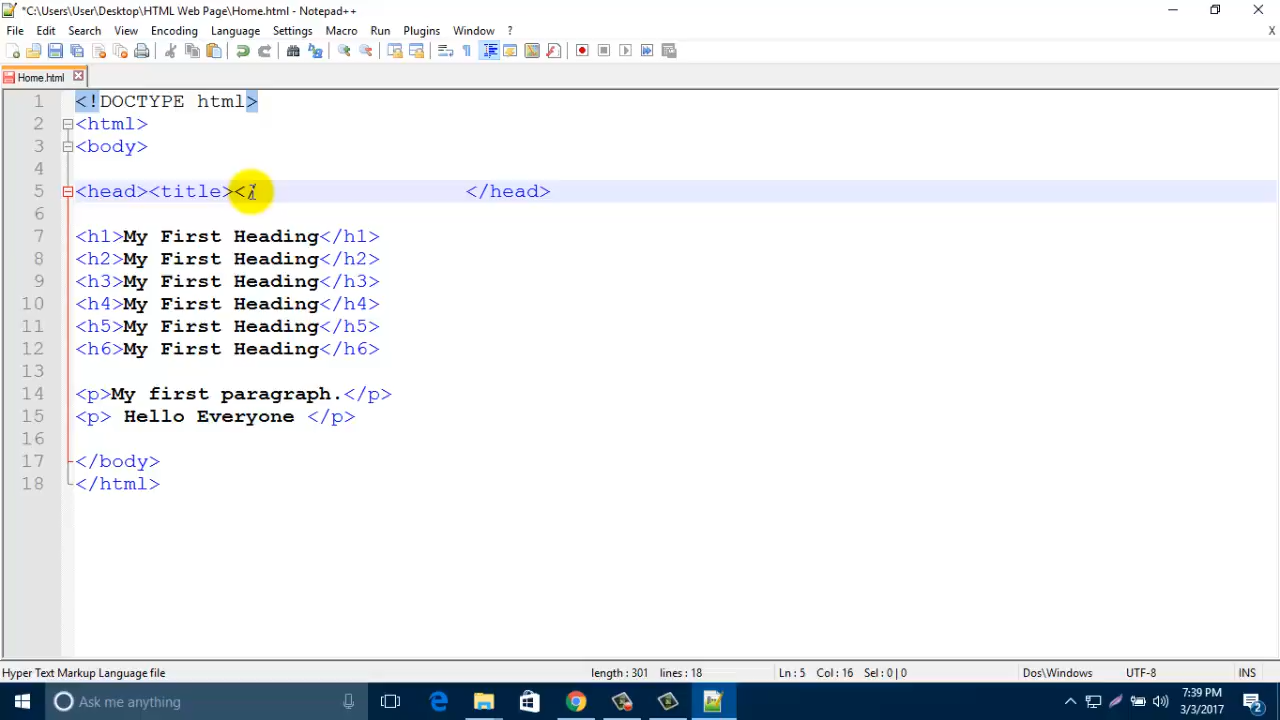 *C:\Users\User\Desktop\HTML Web Page\Home.html - Notepad++
File Edit Search View Encoding Language Settings Macro Run Plugins Window ? X
Home.html
1 <!DOCTYPE html>
2 <html>
3 <body>
4
5 <head><title></ </head>
6
7 <h1>My First Heading</h1>
8 <h2>My First Heading</h2>
9 <h3>My First Heading</h3>
10 <h4>My First Heading</h4>
11 <h5>My First Heading</h5>
12 <h6>My First Heading</h6>
13
14 <p>My first paragraph.</p>
15 <p> Hello Everyone </p>
16
17 </body>
18 </html>
Hyper Text Markup Language file length : 301 lines : 18 Ln : 5 Col : 16 Sel : 0 | 0 Dos\Windows UTF-8 INS
Ask me anything 7:39 PM
3/3/2017 2